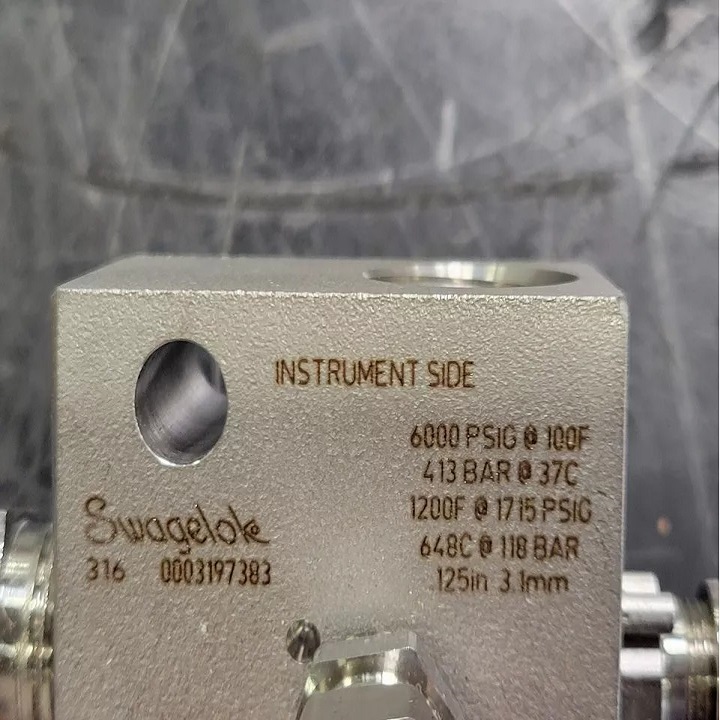 INSTRUMENT SIDE
6000 PSIG @ 100F
413 BAR @ 37C
1200F @ 1715 PSIG
648C @ 118 BAR
.125in 3.1mm
Swagelok
316 0003197383